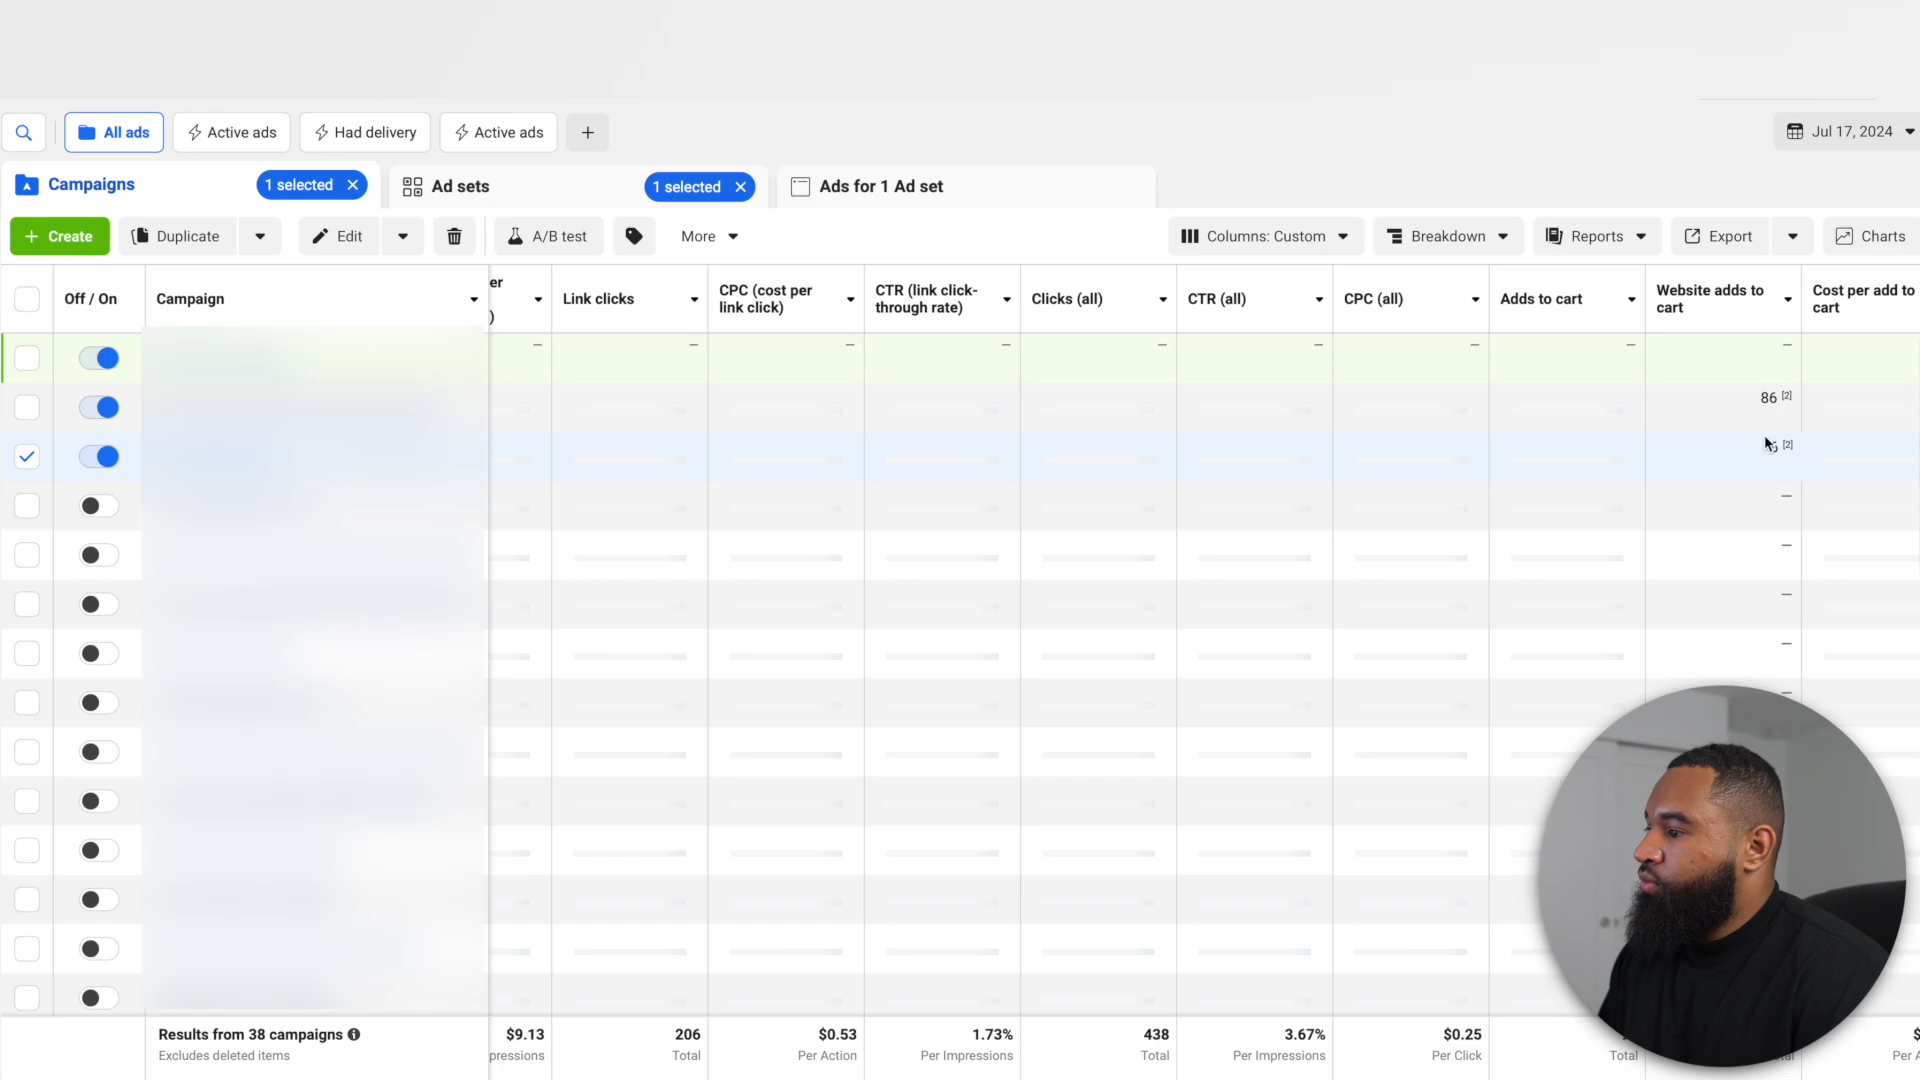 All ads
Active ads
Had delivery
Active ads
Jul 17, 2024
Campaigns
1 selected
Ad sets
1 selected
Ads for 1 Ad set
Create
Duplicate
Edit
A/B test
More
Columns: Custom
Breakdown
Reports
Export
Charts
Off / On
Campaign
er
)
Link clicks
CPC (cost per
link click)
CTR (link click-
through rate)
Clicks (all)
CTR (all)
CPC (all)
Adds to cart
Website adds to
cart
Cost per add to
cart
— — — — — — — — —
86 [2]
[2]
—
—
—
—
—
Results from 38 campaigns
Excludes deleted items
$9.13
pressions
206
Total
$0.53
Per Action
1.73%
Per Impressions
438
Total
3.67%
Per Impressions
$0.25
Per Click
Total
$
Per A